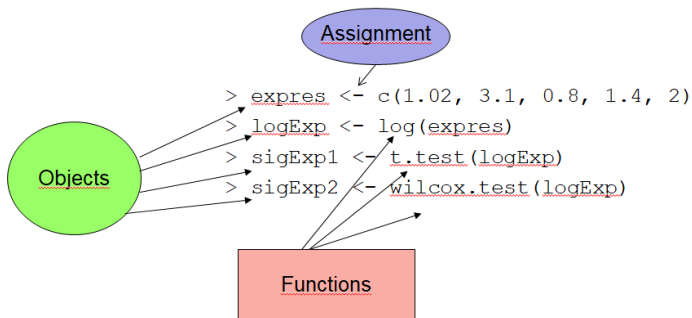 Assignment
> expres <- c(1.02, 3.1, 0.8, 1.4, 2)
> logExp <- log(expres)
> sigExp1 <- t.test(logExp)
> sigExp2 <- wilcox.test(logExp)
Objects
Functions